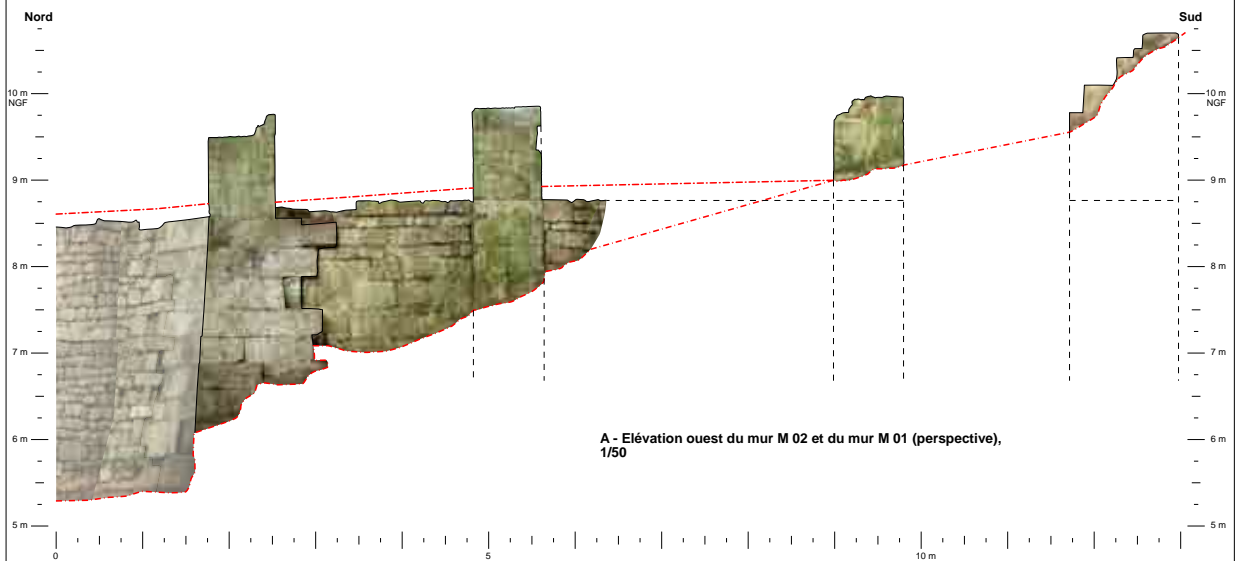 Nord
Sud
10 m
NGF
10 m
NGF
9 m
9 m
8 m
8 m
7 m
7 m
6 m
6 m
A - Elévation ouest du mur M 02 et du mur M 01 (perspective),
1/50
5 m
5 m
0
5
10 m